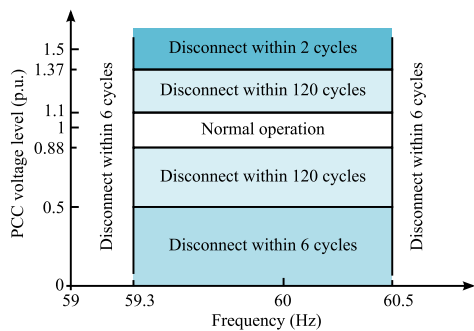 PCC voltage level (p.u.)
1.5
1.37
1.1
1
0.88
0.5
0
Disconnect within 6 cycles
Disconnect within 2 cycles
Disconnect within 120 cycles
Normal operation
Disconnect within 120 cycles
Disconnect within 6 cycles
Disconnect within 6 cycles
59
59.3
60
60.5
Frequency (Hz)